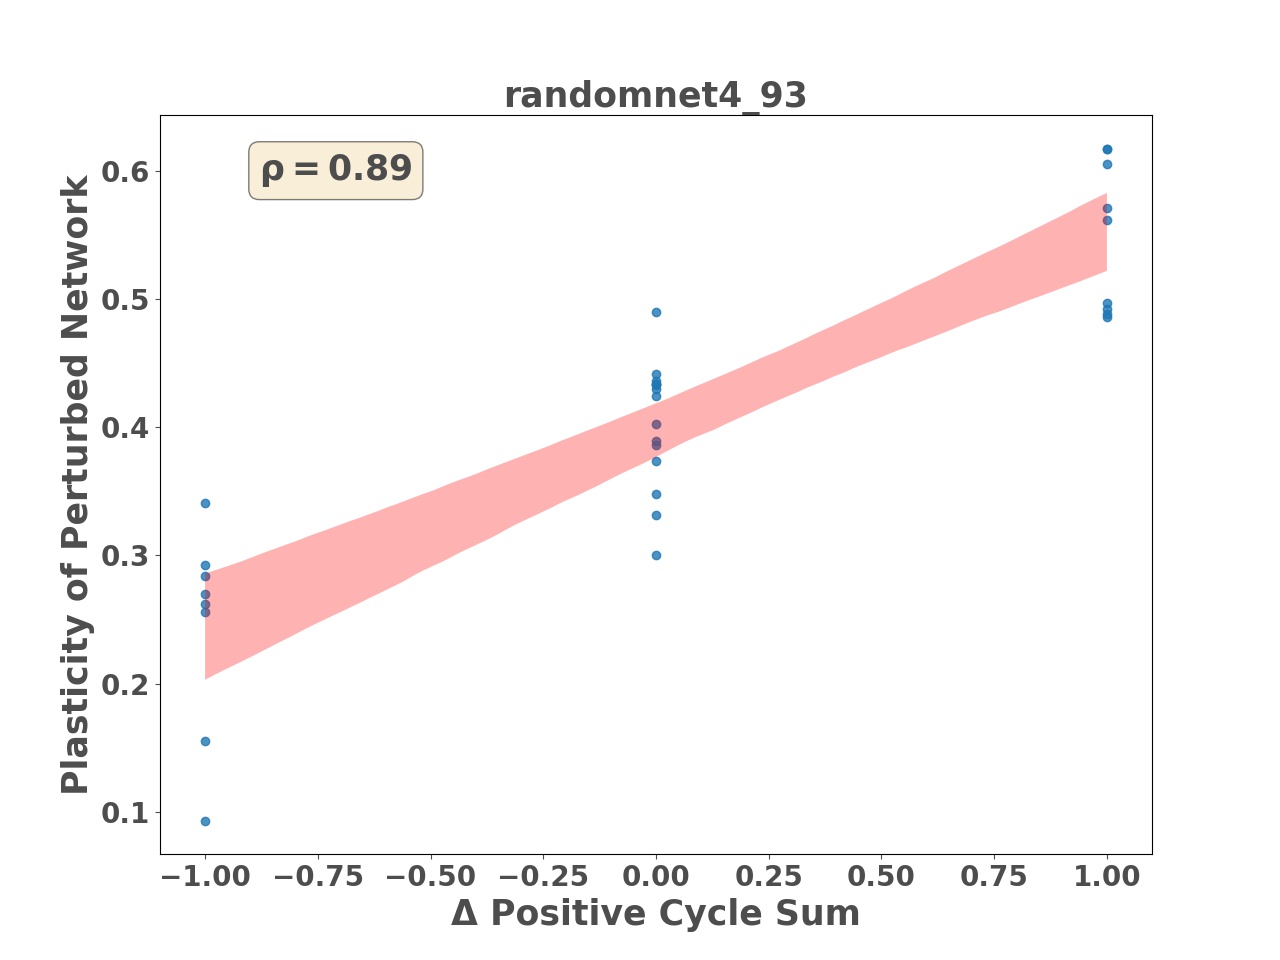 randomnet4_93
ρ = 0.89
Plasticity of Perturbed Network
0.6
0.5
0.4
0.3
0.2
0.1
−1.00 −0.75 −0.50 −0.25 0.00 0.25 0.50 0.75 1.00
Δ Positive Cycle Sum